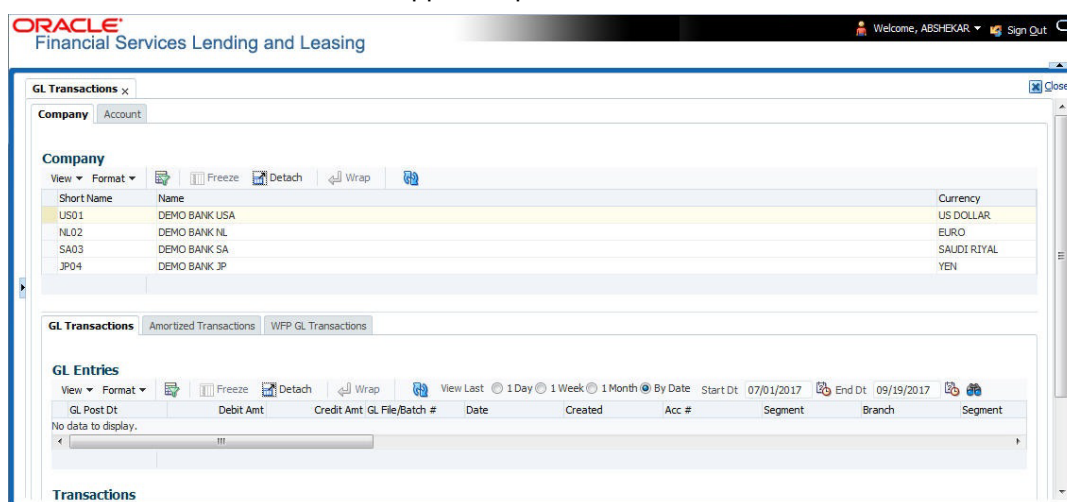 ORACLE
Welcome, ABSHEKAR Sign Out
Financial Services Lending and Leasing
GL Transactions x
Close
Company Account
Company
View Format Freeze Detach Wrap
Short Name Name Currency
US01 DEMO BANK USA US DOLLAR
NL02 DEMO BANK NL EURO
SA03 DEMO BANK SA SAUDI RIYAL
JP04 DEMO BANK JP YEN
GL Transactions Amortized Transactions WFP GL Transactions
GL Entries
View Format Freeze Detach Wrap View Last 1 Day 1 Week 1 Month By Date Start Dt 07/01/2017 End Dt 09/19/2017
GL Post Dt Debit Amt Credit Amt GL File/Batch # Date Created Acc # Segment Branch Segment
No data to display.
Transactions